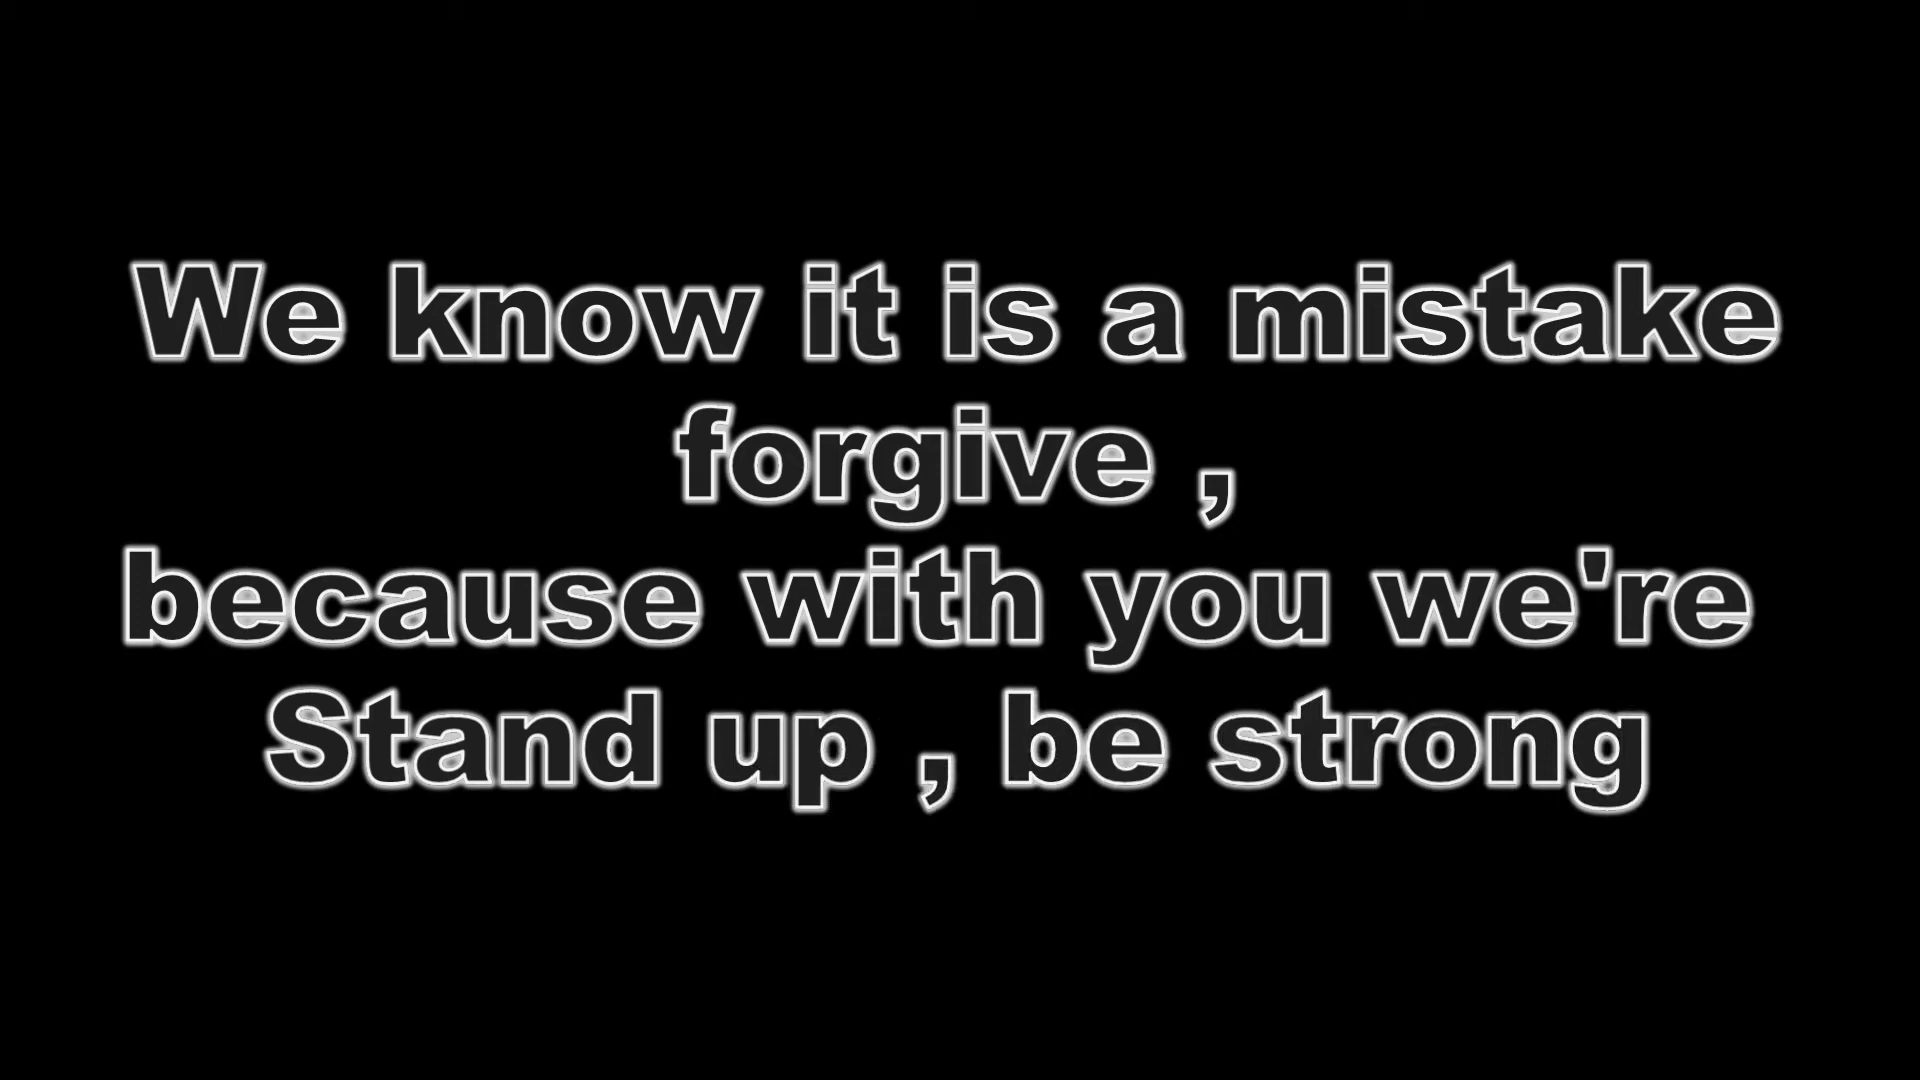 We know it is a mistake
forgive ,
because with you we're
Stand up , be strong